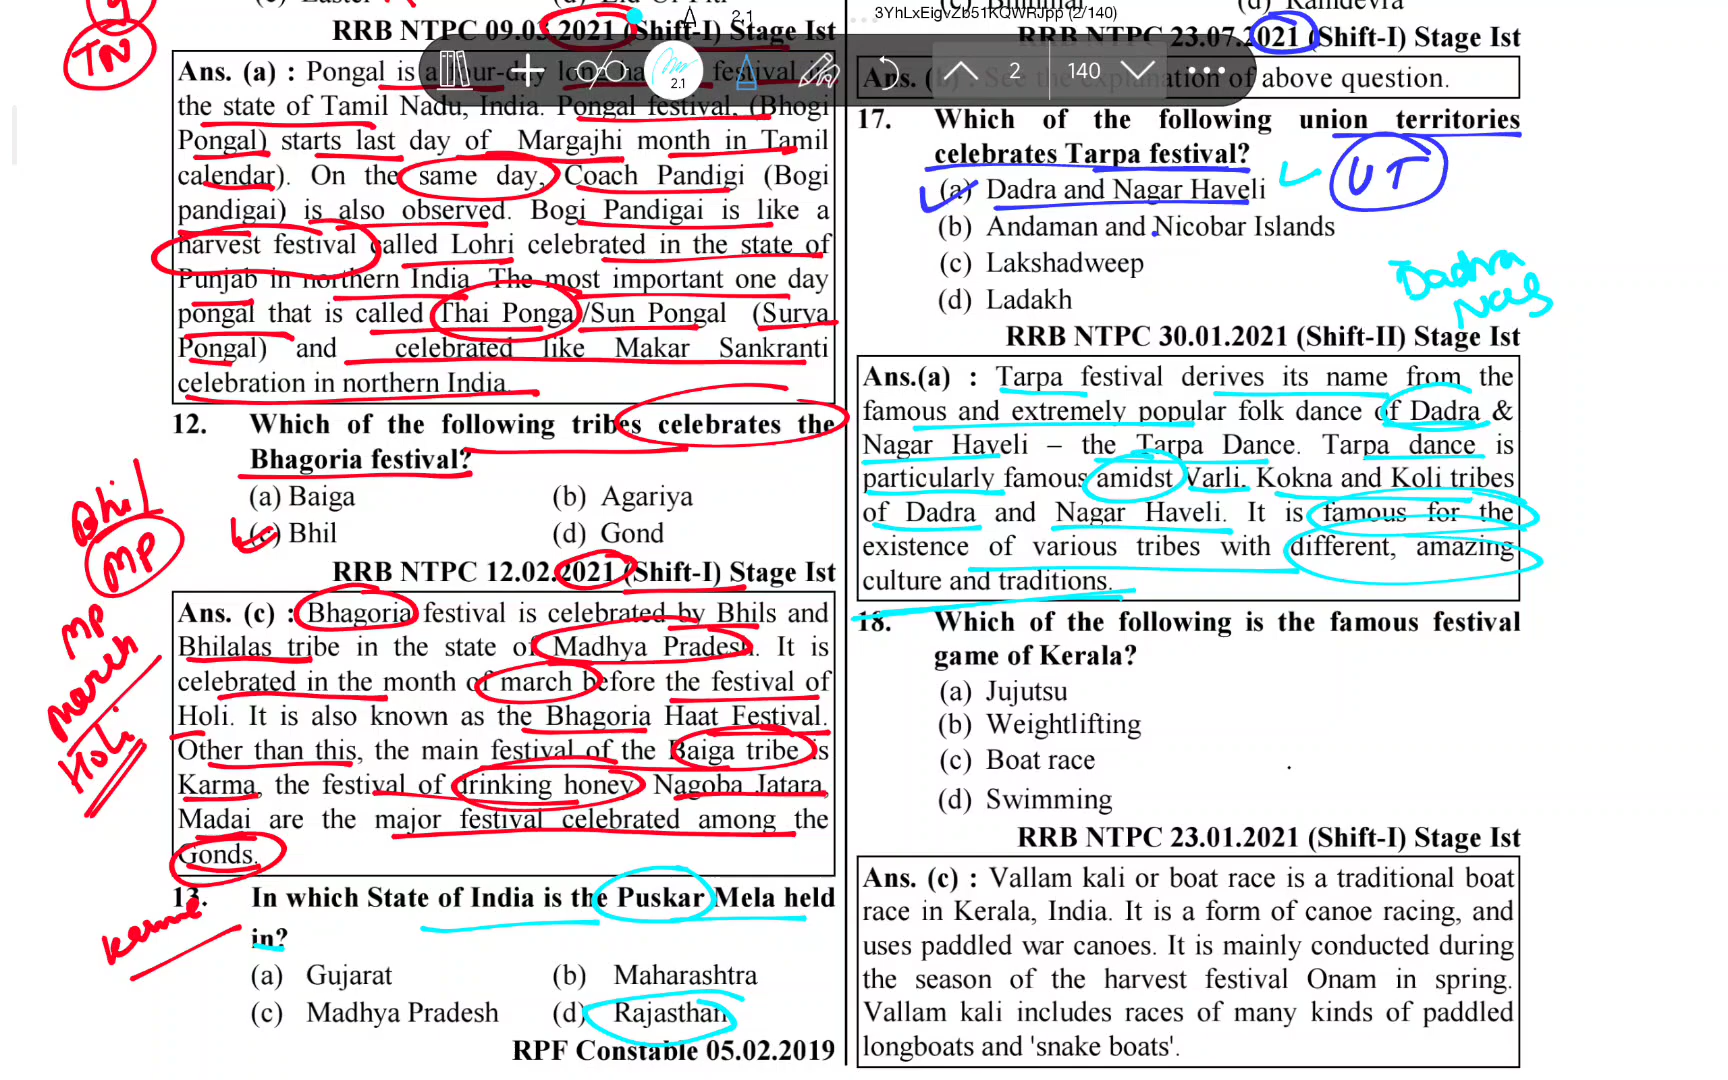 RRB NTPC 09.03.2021 (Shift-I) Stage Ist
TN
Ans. (a) : Pongal is a four-day long festival in
the state of Tamil Nadu, India. Pongal festival, (Bhogi
Pongal) starts last day of Margajhi month in Tamil
calendar). On the same day, Coach Pandigi (Bogi
pandigai) is also observed. Bogi Pandigai is like a
harvest festival called Lohri celebrated in the state of
Punjab in northern India. The most important one day
pongal that is called Thai Pongal/Sun Pongal (Surya
Pongal) and celebrated like Makar Sankranti
celebration in northern India.
12. Which of the following tribes celebrates the
Bhagoria festival?
(a) Baiga (b) Agariya
(c) Bhil (d) Gond
Bhil
MP
RRB NTPC 12.02.2021 (Shift-I) Stage Ist
Ans. (c) : Bhagoria festival is celebrated by Bhils and
Bhilalas tribe in the state of Madhya Pradesh. It is
celebrated in the month of march before the festival of
Holi. It is also known as the Bhagoria Haat Festival.
Other than this, the main festival of the Baiga tribe is
Karma, the festival of drinking honey Nagoba Jatara,
Madai are the major festival celebrated among the
Gonds.
MP
March
Holi
13. In which State of India is the Puskar Mela held
in?
(a) Gujarat (b) Maharashtra
(c) Madhya Pradesh (d) Rajasthan
RPF Constable 05.02.2019
2.1
3YhLxEigvZb51KQWRJpp (2/140)
2.1
2 140
(d) Ramdevra
RRB NTPC 23.07.2021 (Shift-I) Stage Ist
Ans. (b) : See the explanation of above question.
17. Which of the following union territories
celebrates Tarpa festival?
(a) Dadra and Nagar Haveli
UT
(b) Andaman and Nicobar Islands
(c) Lakshadweep
(d) Ladakh
Dadhra
Nag
RRB NTPC 30.01.2021 (Shift-II) Stage Ist
Ans.(a) : Tarpa festival derives its name from the
famous and extremely popular folk dance of Dadra &
Nagar Haveli – the Tarpa Dance. Tarpa dance is
particularly famous amidst Varli, Kokna and Koli tribes
of Dadra and Nagar Haveli. It is famous for the
existence of various tribes with different, amazing
culture and traditions.
18. Which of the following is the famous festival
game of Kerala?
(a) Jujutsu
(b) Weightlifting
(c) Boat race
(d) Swimming
RRB NTPC 23.01.2021 (Shift-I) Stage Ist
Ans. (c) : Vallam kali or boat race is a traditional boat
race in Kerala, India. It is a form of canoe racing, and
uses paddled war canoes. It is mainly conducted during
the season of the harvest festival Onam in spring.
Vallam kali includes races of many kinds of paddled
longboats and 'snake boats'.